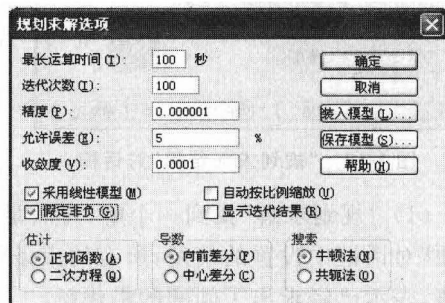 规划求解选项
最长运算时间(T): 100 秒 确定
迭代次数(I): 100 取消
精度(P): 0.000001 装入模型(L)...
允许误差(E): 5 % 保存模型(S)...
收敛度(V): 0.0001 帮助(H)
采用线性模型(M) 自动按比例缩放(U)
假定非负(G) 显示迭代结果(R)
估计 导数 搜索
正切函数(A) 向前差分(F) 牛顿法(N)
二次方程(Q) 中心差分(C) 共轭法(O)